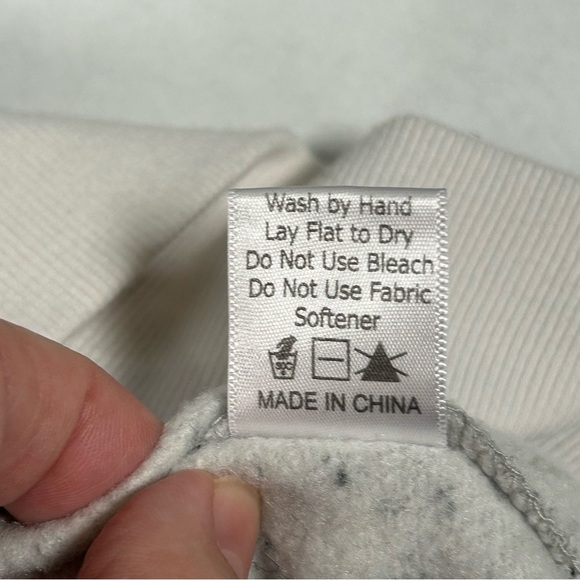 Wash by Hand
Lay Flat to Dry
Do Not Use Bleach
Do Not Use Fabric
Softener
MADE IN CHINA